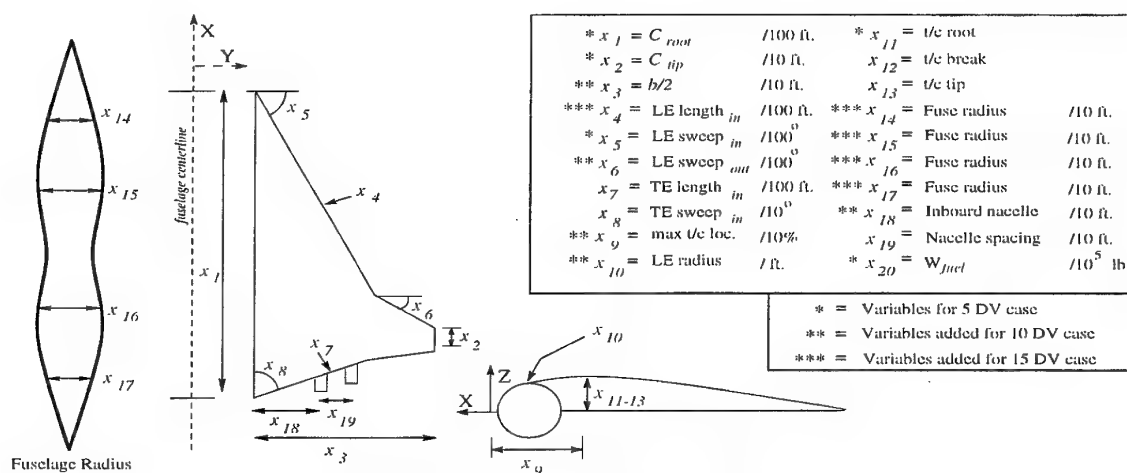 X
Y
fuselage centerline
x14
x15
x16
x17
Fuselage Radius
x5
x4
x1
x6
x2
x7
x8
x18
x19
x3
x10
Z
X
x11-13
x9
* x1 = C root /100 ft.
* x2 = C tip /10 ft.
** x3 = b/2 /10 ft.
*** x4 = LE length in /100 ft.
* x5 = LE sweep in /100°
** x6 = LE sweep out /100°
x7 = TE length in /100 ft.
x8 = TE sweep in /10°
** x9 = max t/c loc. /10%
** x10 = LE radius / ft.
* x11 = t/c root
x12 = t/c break
x13 = t/c tip
*** x14 = Fuse radius /10 ft.
*** x15 = Fuse radius /10 ft.
*** x16 = Fuse radius /10 ft.
*** x17 = Fuse radius /10 ft.
** x18 = Inboard nacelle /10 ft.
x19 = Nacelle spacing /10 ft.
* x20 = Wfuel /10^5 lb
* = Variables for 5 DV case
** = Variables added for 10 DV case
*** = Variables added for 15 DV case